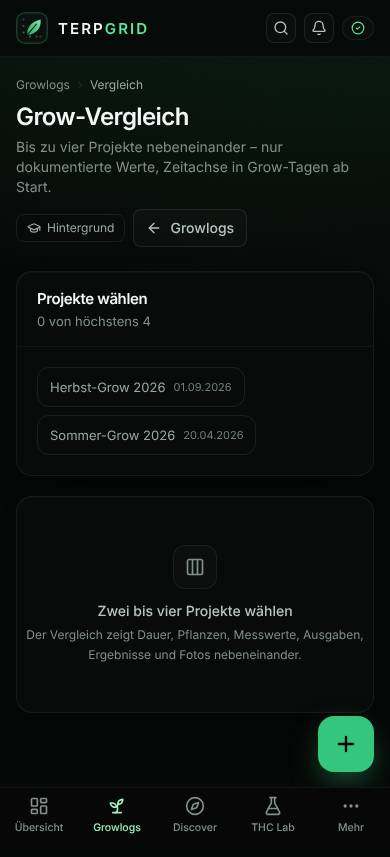 TERPGRID
Growlogs > Vergleich
Grow-Vergleich
Bis zu vier Projekte nebeneinander – nur
dokumentierte Werte, Zeitachse in Grow-Tagen ab
Start.
Hintergrund
← Growlogs
Projekte wählen
0 von höchstens 4
Herbst-Grow 2026 01.09.2026
Sommer-Grow 2026 20.04.2026
Zwei bis vier Projekte wählen
Der Vergleich zeigt Dauer, Pflanzen, Messwerte, Ausgaben,
Ergebnisse und Fotos nebeneinander.
Übersicht Growlogs Discover THC Lab Mehr